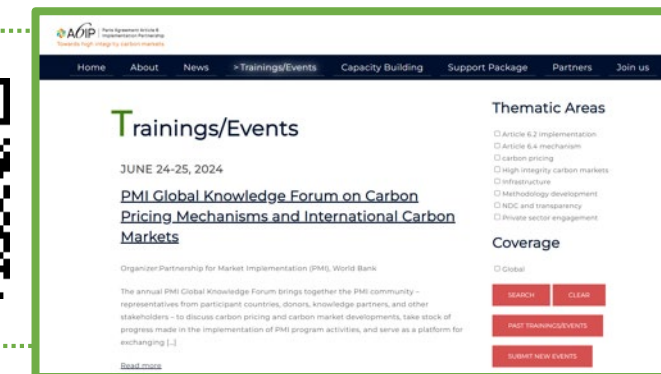 A6IP Paris Agreement Article 6
Implementation Partnership
Towards high integrity carbon markets
Home About News >Trainings/Events Capacity Building Support Package Partners Join us
Trainings/Events
JUNE 24-25, 2024
PMI Global Knowledge Forum on Carbon
Pricing Mechanisms and International Carbon
Markets
Organizer:Partnership for Market Implementation (PMI), World Bank
The annual PMI Global Knowledge Forum brings together the PMI community –
representatives from participant countries, donors, knowledge partners, and other
stakeholders – to discuss carbon pricing and carbon market developments, take stock of
progress made in the implementation of PMI program activities, and serve as a platform for
exchanging [...]
Read more
Thematic Areas
Article 6.2 implementation
Article 6.4 mechanism
carbon pricing
High integrity carbon markets
Infrastructure
Methodology development
NDC and transparency
Private sector engagement
Coverage
Global
SEARCH CLEAR
PAST TRAININGS/EVENTS
SUBMIT NEW EVENTS